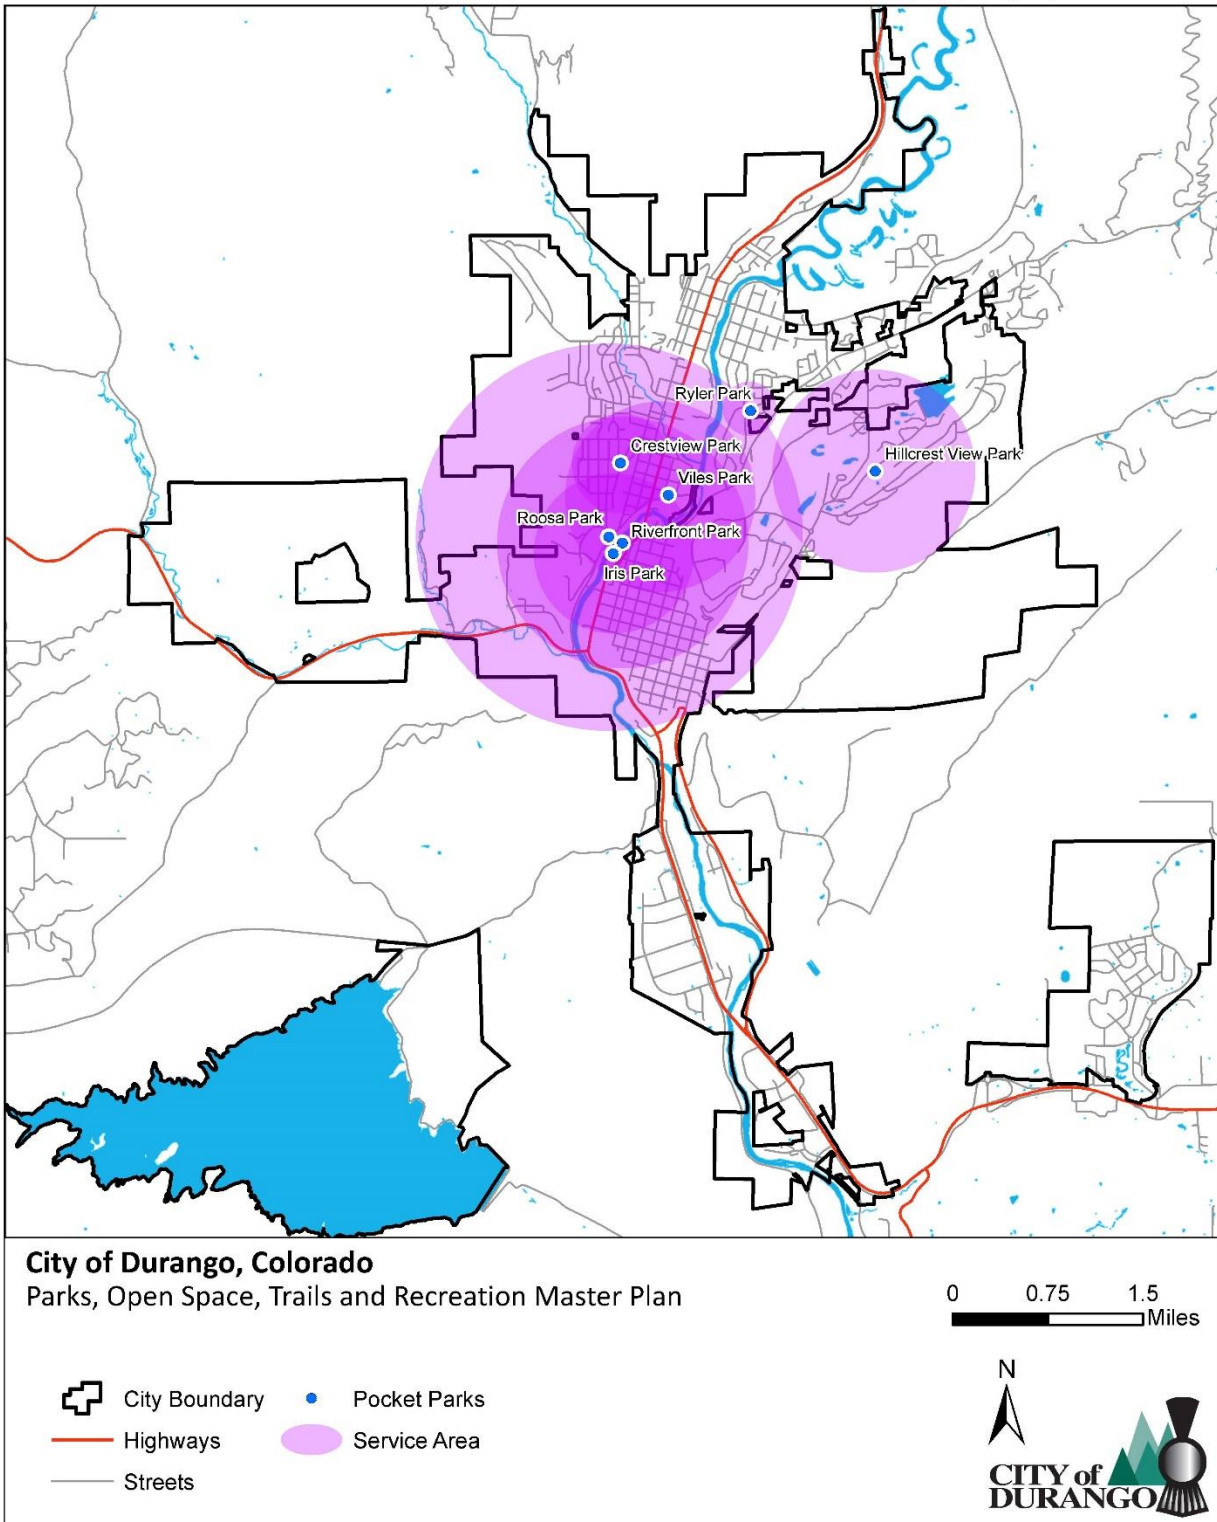 Ryler Park
Crestview Park
Hillcrest View Park
Viles Park
Roosa Park
Riverfront Park
Iris Park
City of Durango, Colorado
Parks, Open Space, Trails and Recreation Master Plan
0 0.75 1.5
Miles
N
City Boundary
Pocket Parks
Highways
Service Area
Streets
CITY of
DURANGO